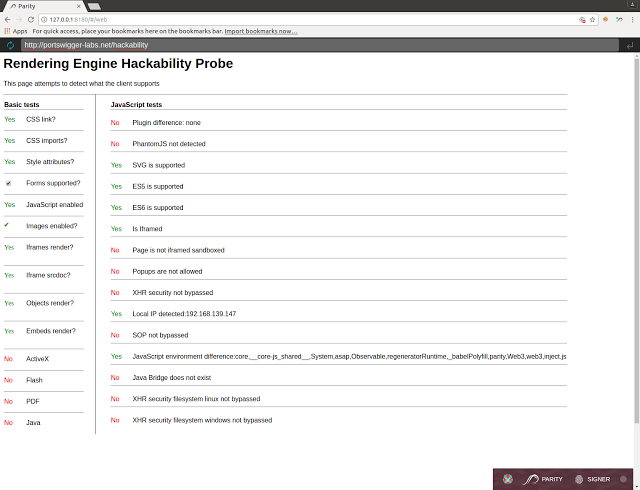 Parity
127.0.0.1:8180/#/web
Apps For quick access, place your bookmarks here on the bookmarks bar. Import bookmarks now...
http://portswigger-labs.net/hackability
Rendering Engine Hackability Probe
This page attempts to detect what the client supports
Basic tests
Yes CSS link?
Yes CSS imports?
Yes Style attributes?
Forms supported?
Yes JavaScript enabled
✔ Images enabled?
Yes Iframes render?
Yes Iframe srcdoc?
Yes Objects render?
Yes Embeds render?
No ActiveX
No Flash
No PDF
No Java
JavaScript tests
No Plugin difference: none
No PhantomJS not detected
Yes SVG is supported
Yes ES5 is supported
Yes ES6 is supported
Yes Is Iframed
No Page is not iframed sandboxed
No Popups are not allowed
No XHR security not bypassed
Yes Local IP detected:192.168.139.147
No SOP not bypassed
Yes JavaScript environment difference:core,__core-js_shared__,System,asap,Observable,regeneratorRuntime,_babelPolyfill,parity,Web3,web3,inject.js
No Java Bridge does not exist
No XHR security filesystem linux not bypassed
No XHR security filesystem windows not bypassed
PARITY SIGNER